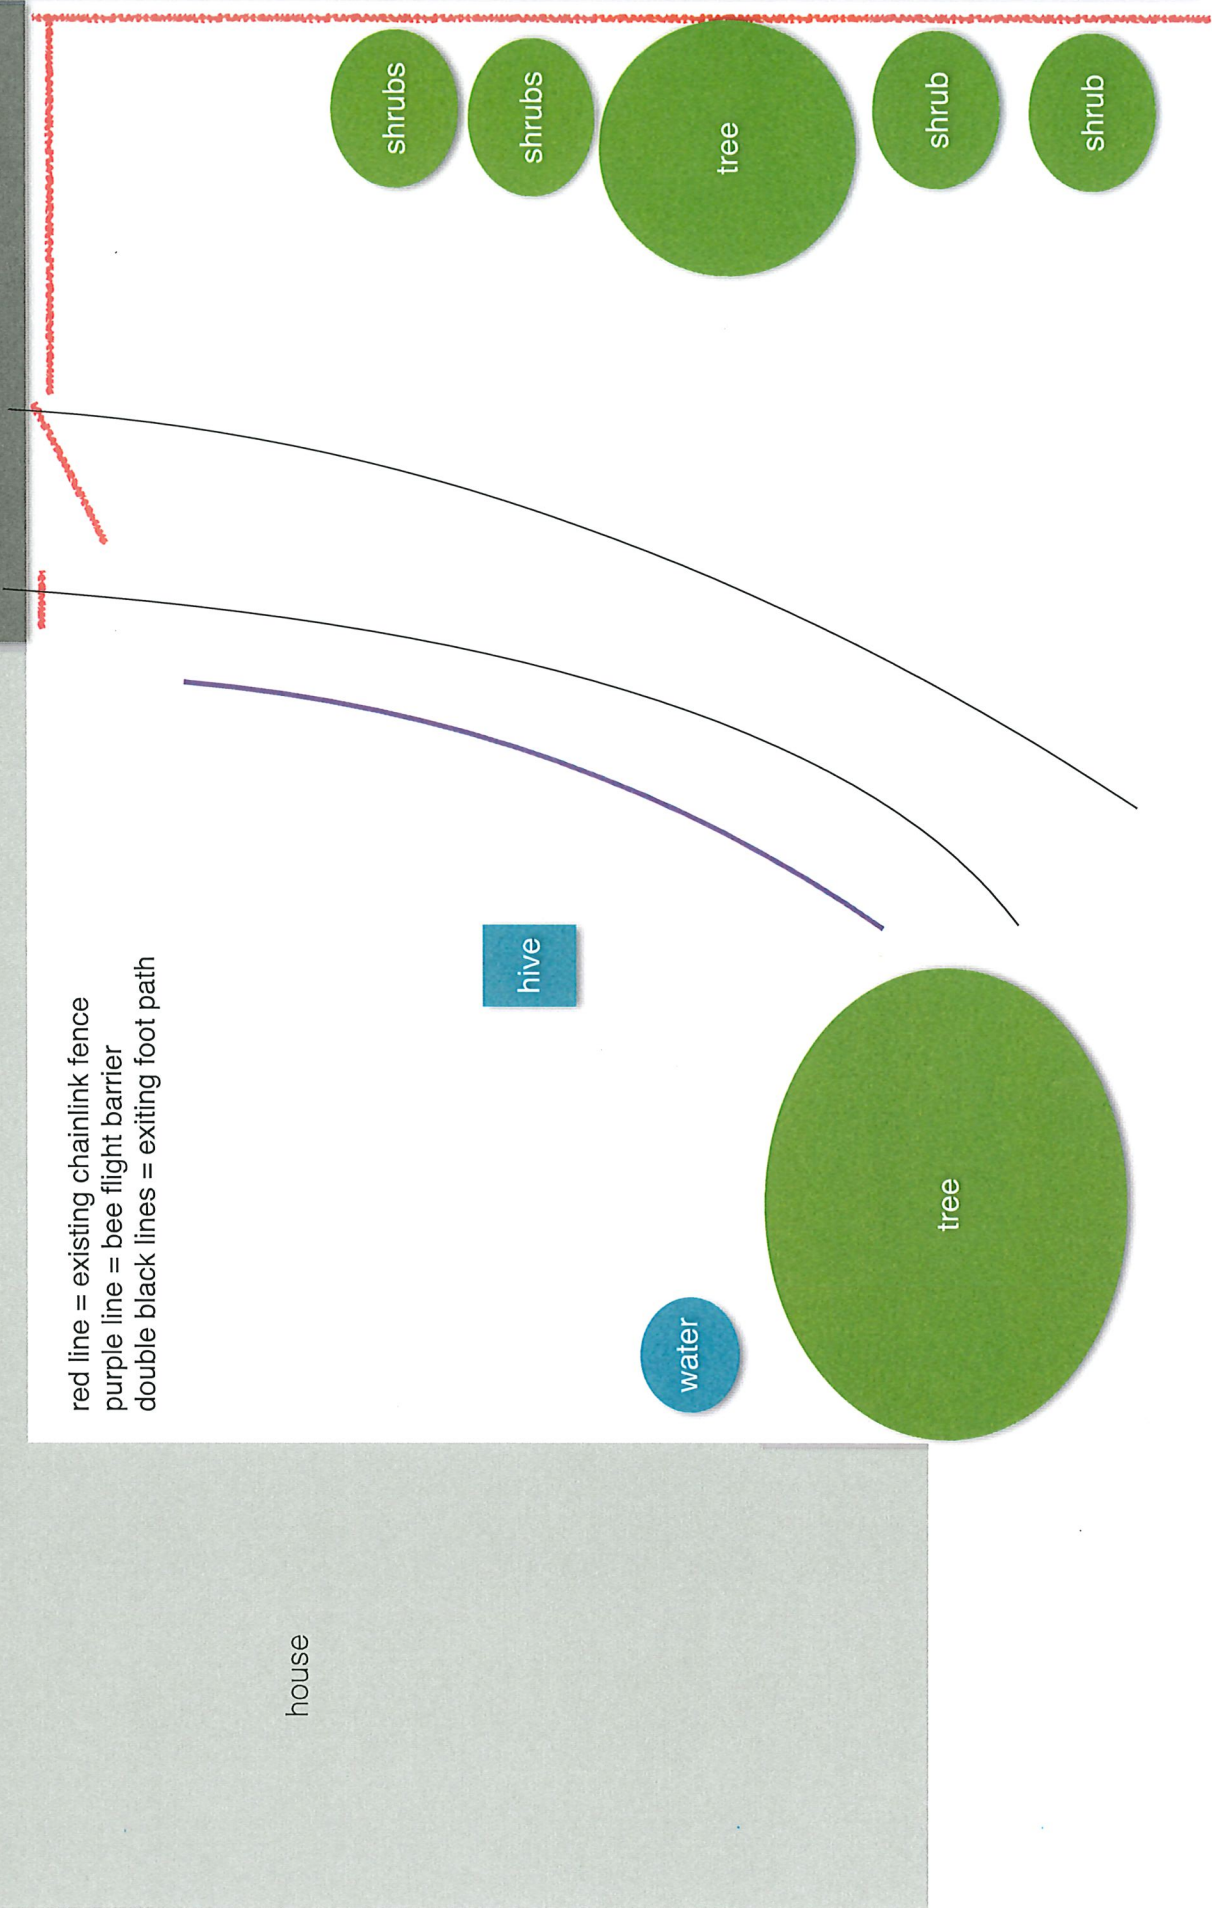 red line = existing chainlink fence
purple line = bee flight barrier
double black lines = exiting foot path
house
shrubs
hive
shrubs
water
tree
tree
shrub
shrub